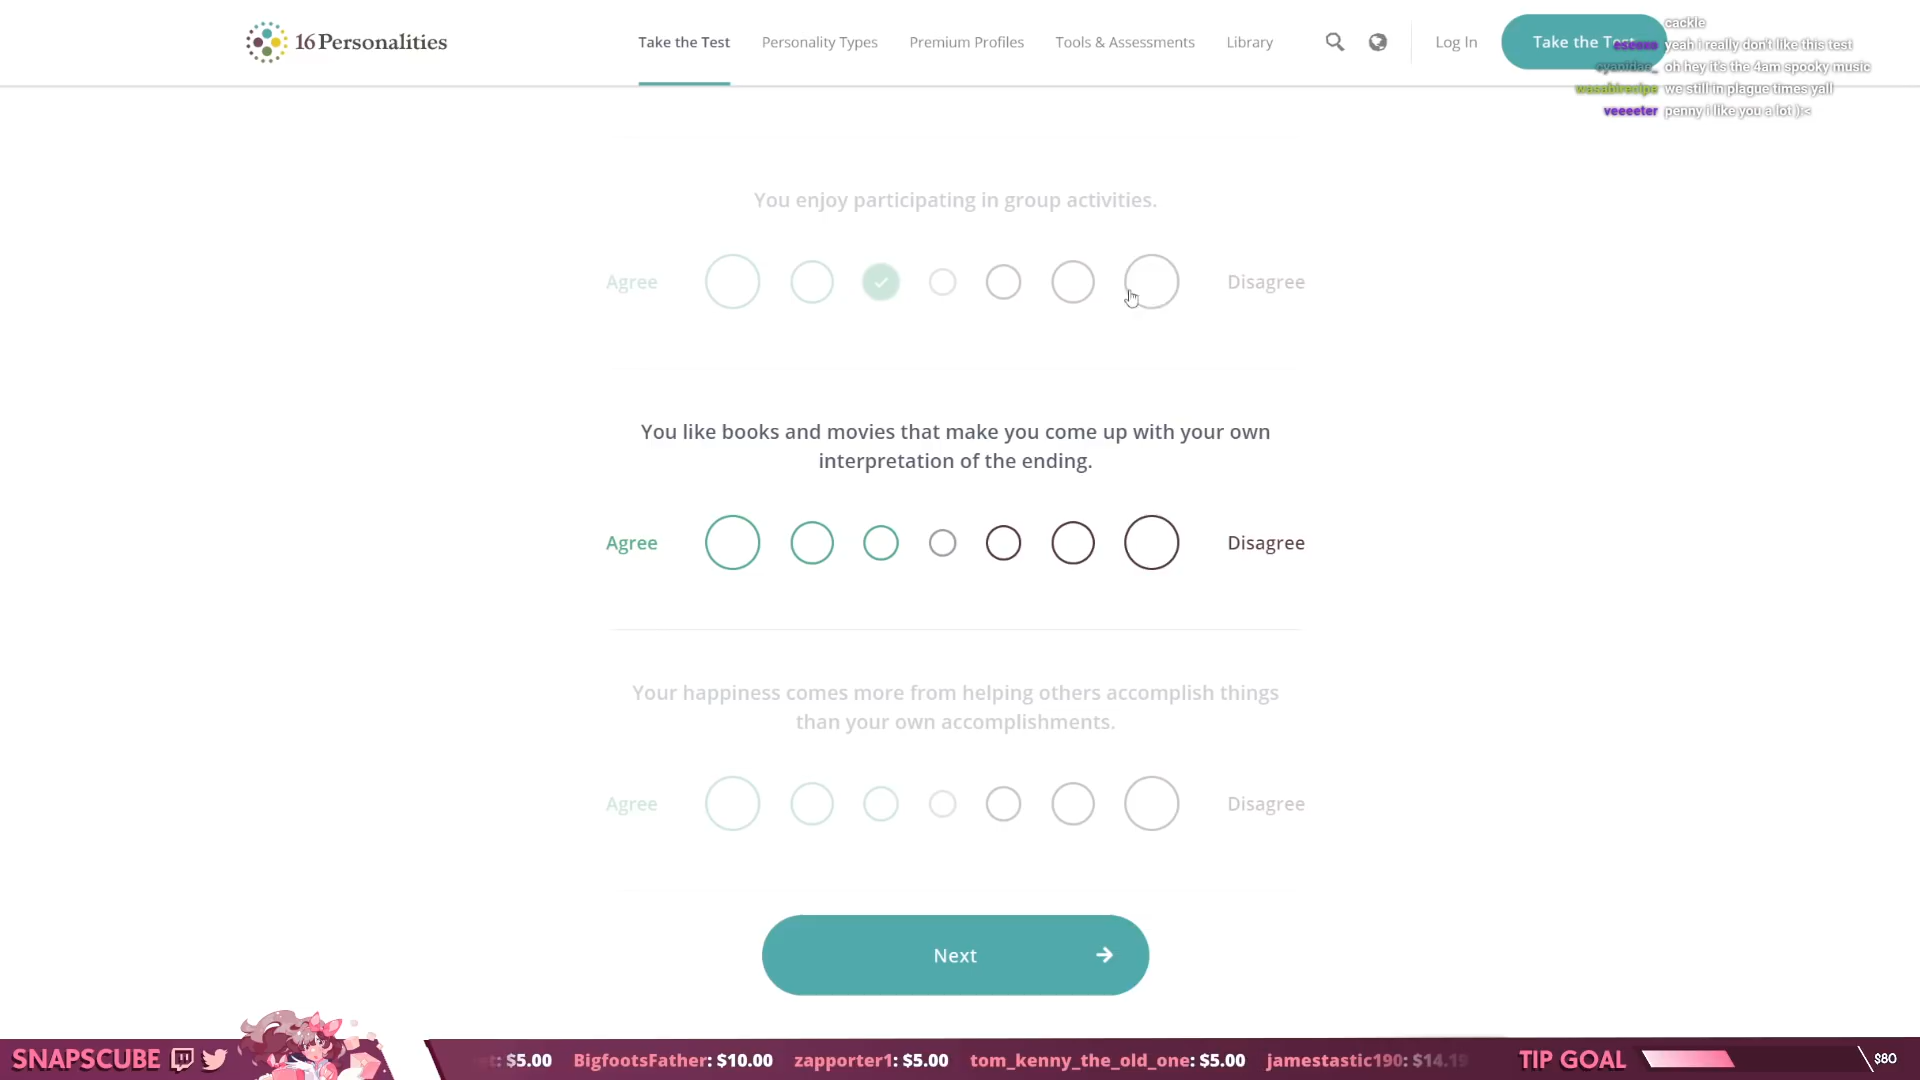 16Personalities
Take the Test
Personality Types
Premium Profiles
Tools & Assessments
Library
Log In
Take the Test
cackle
eseoxo yeah i really don't like this test
cyanidac_ oh hey it's the 4am spooky music
wasabirecipe we still in plague times yall
veeeeter penny i like you a lot ):<
You enjoy participating in group activities.
Agree
Disagree
You like books and movies that make you come up with your own
interpretation of the ending.
Agree
Disagree
Your happiness comes more from helping others accomplish things
than your own accomplishments.
Agree
Disagree
Next
SNAPSCUBE
: $5.00 BigfootsFather: $10.00 zapporter1: $5.00 tom_kenny_the_old_one: $5.00 jamestastic190: $14.19
TIP GOAL
$80